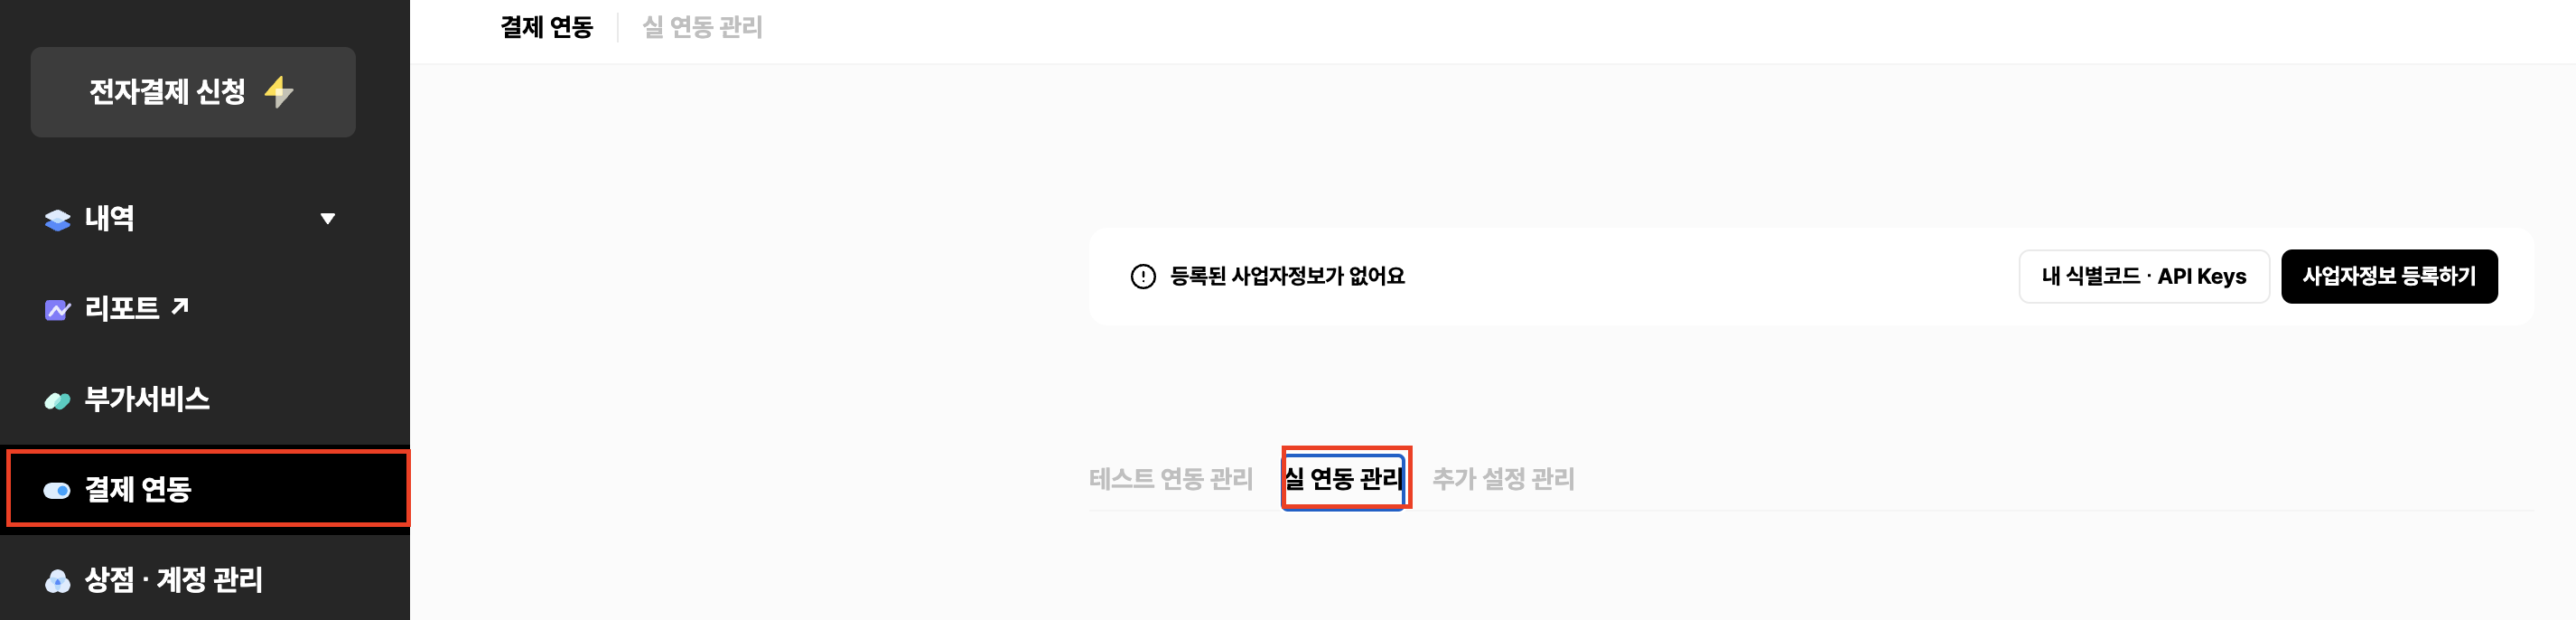 전자결제 신청
내역
리포트
부가서비스
결제 연동
상점 · 계정 관리
결제 연동
실 연동 관리
등록된 사업자정보가 없어요
내 식별코드 · API Keys
사업자정보 등록하기
테스트 연동 관리
실 연동 관리
추가 설정 관리